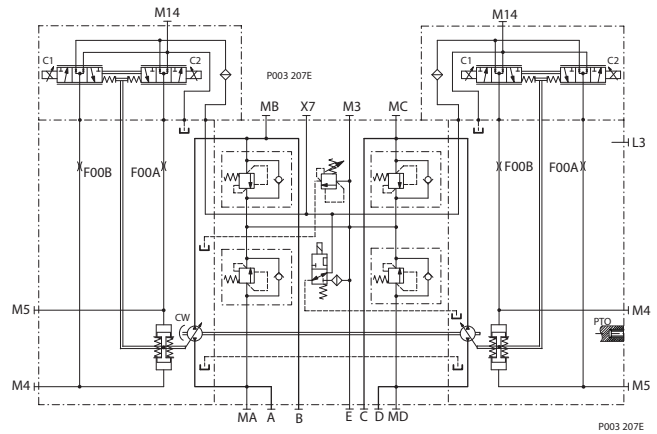 M14
M14
C1
C2
C1
C2
P003 207E
MB
X7
M3
MC
L3
F00B
F00A
F00B
F00A
M5
CW
M4
PTO
M4
M5
MA
A
B
E
C
D
MD
P003 207E